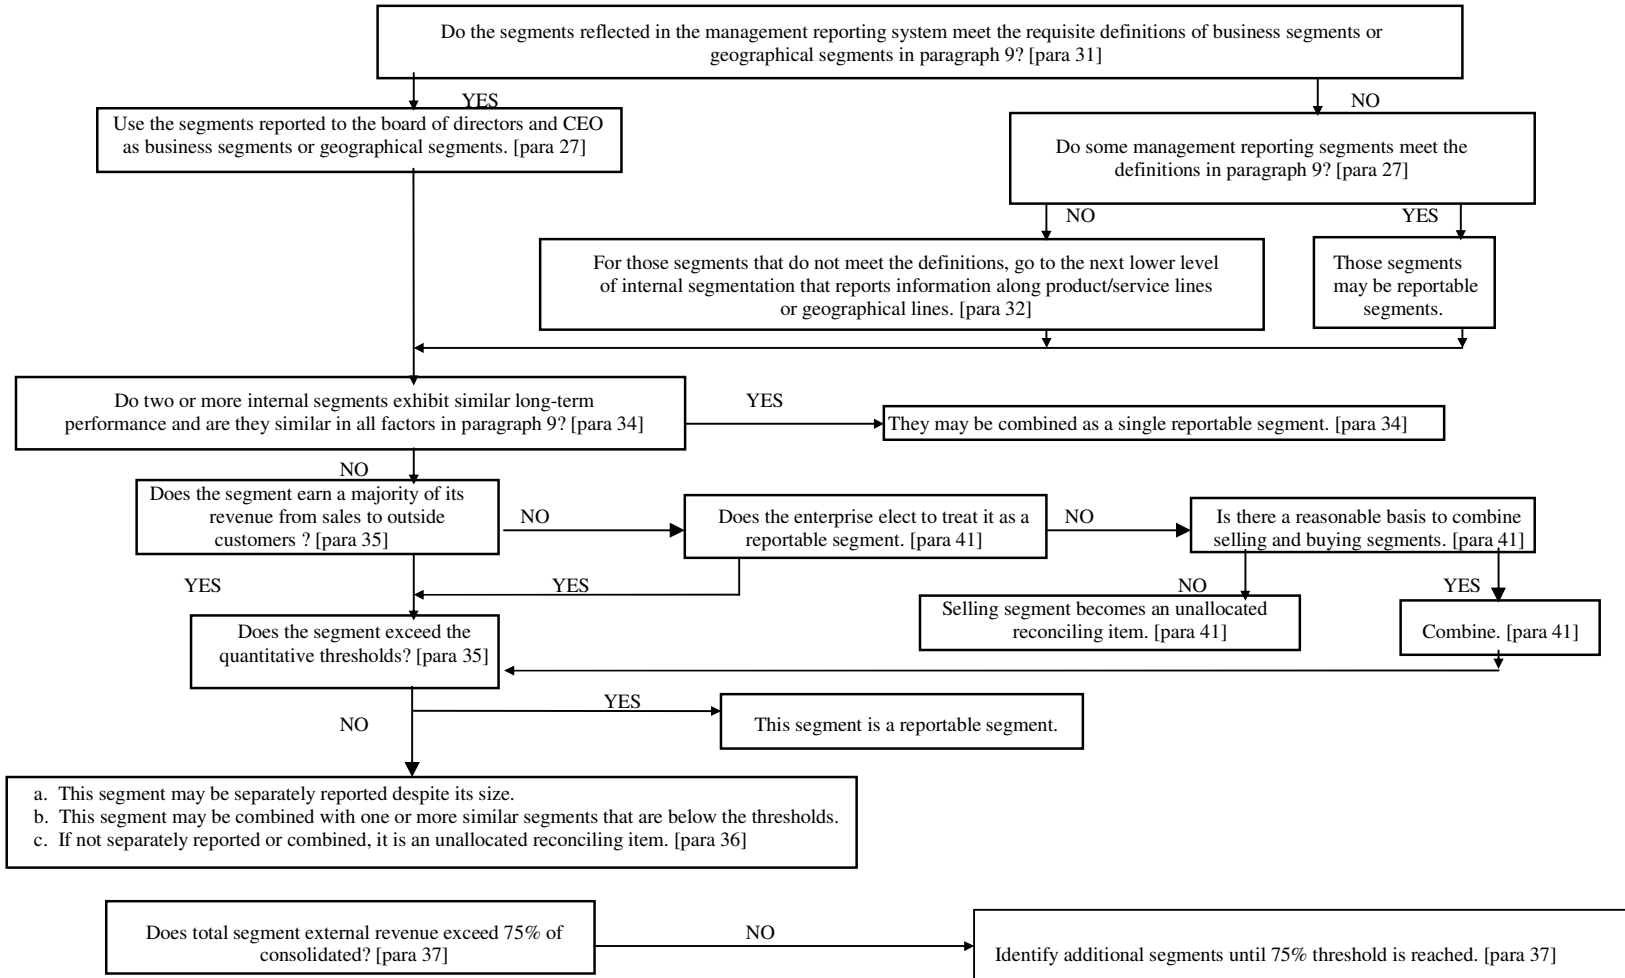 Do the segments reflected in the management reporting system meet the requisite definitions of business segments or
geographical segments in paragraph 9? [para 31]
YES
NO
Use the segments reported to the board of directors and CEO
as business segments or geographical segments. [para 27]
Do some management reporting segments meet the
definitions in paragraph 9? [para 27]
NO
YES
For those segments that do not meet the definitions, go to the next lower level
of internal segmentation that reports information along product/service lines
or geographical lines. [para 32]
Those segments
may be reportable
segments.
Do two or more internal segments exhibit similar long-term
performance and are they similar in all factors in paragraph 9? [para 34]
YES
They may be combined as a single reportable segment. [para 34]
NO
Does the segment earn a majority of its
revenue from sales to outside
customers ? [para 35]
NO
Does the enterprise elect to treat it as a
reportable segment. [para 41]
NO
Is there a reasonable basis to combine
selling and buying segments. [para 41]
YES
YES
NO
YES
Selling segment becomes an unallocated
reconciling item. [para 41]
Combine. [para 41]
Does the segment exceed the
quantitative thresholds? [para 35]
YES
NO
This segment is a reportable segment.
a. This segment may be separately reported despite its size.
b. This segment may be combined with one or more similar segments that are below the thresholds.
c. If not separately reported or combined, it is an unallocated reconciling item. [para 36]
Does total segment external revenue exceed 75% of
consolidated? [para 37]
NO
Identify additional segments until 75% threshold is reached. [para 37]